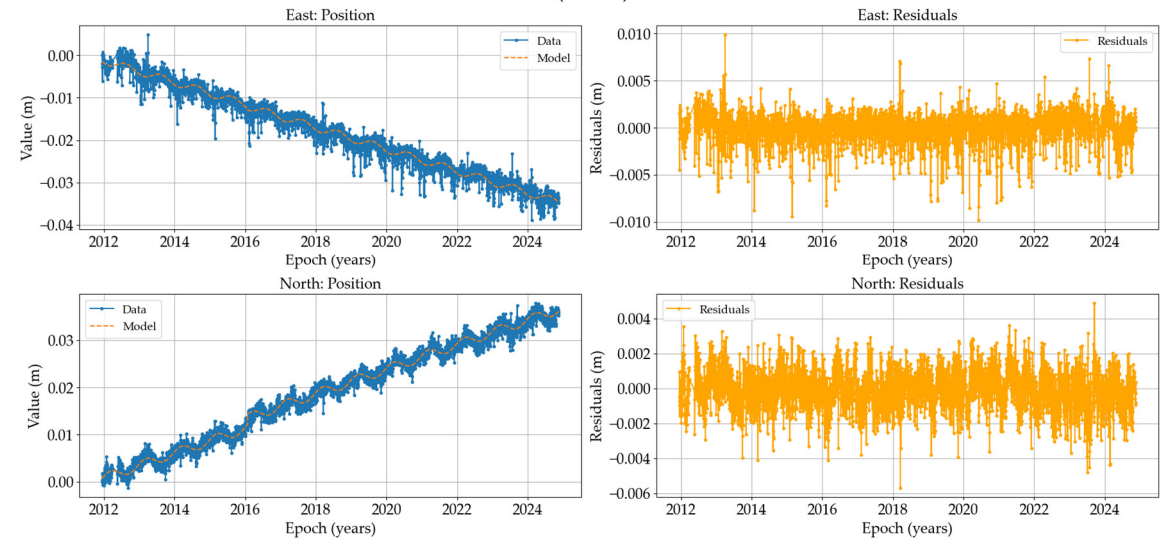 East: Position
0.00
−0.01
−0.02
−0.03
−0.04
Value (m)
Data
Model
2012 2014 2016 2018 2020 2022 2024
Epoch (years)
East: Residuals
0.010
0.005
0.000
−0.005
−0.010
Residuals (m)
Residuals
2012 2014 2016 2018 2020 2022 2024
Epoch (years)
North: Position
0.03
0.02
0.01
0.00
Value (m)
Data
Model
2012 2014 2016 2018 2020 2022 2024
Epoch (years)
North: Residuals
0.004
0.002
0.000
−0.002
−0.004
−0.006
Residuals (m)
Residuals
2012 2014 2016 2018 2020 2022 2024
Epoch (years)